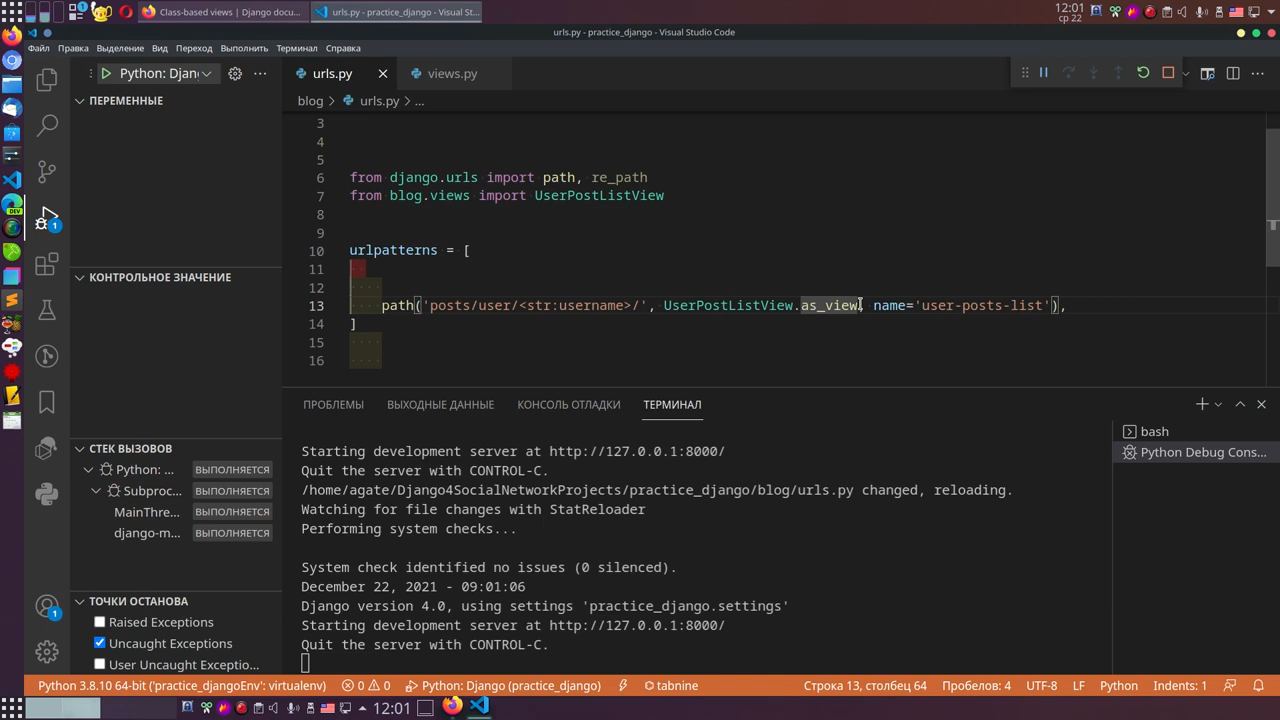 Class-based views | Django docu...
urls.py - practice_django - Visual St...
12:01
ср 22
urls.py - practice_django - Visual Studio Code
Файл Правка Выделение Вид Переход Выполнить Терминал Справка
Python: Djan
urls.py
views.py
blog > urls.py > ...
ПЕРЕМЕННЫЕ
3
4
5
6 from django.urls import path, re_path
7 from blog.views import UserPostListView
8
9
10 urlpatterns = [
11
12
13 path('posts/user/<str:username>/', UserPostListView.as_view, name='user-posts-list'),
14 ]
15
16
КОНТРОЛЬНОЕ ЗНАЧЕНИЕ
СТЕК ВЫЗОВОВ
Python: ... ВЫПОЛНЯЕТСЯ
Subproc... ВЫПОЛНЯЕТСЯ
MainThre... ВЫПОЛНЯЕТСЯ
django-m... ВЫПОЛНЯЕТСЯ
ТОЧКИ ОСТАНОВА
Raised Exceptions
Uncaught Exceptions
User Uncaught Exceptio...
ПРОБЛЕМЫ ВЫХОДНЫЕ ДАННЫЕ КОНСОЛЬ ОТЛАДКИ ТЕРМИНАЛ
Starting development server at http://127.0.0.1:8000/
Quit the server with CONTROL-C.
/home/agate/Django4SocialNetworkProjects/practice_django/blog/urls.py changed, reloading.
Watching for file changes with StatReloader
Performing system checks...
System check identified no issues (0 silenced).
December 22, 2021 - 09:01:06
Django version 4.0, using settings 'practice_django.settings'
Starting development server at http://127.0.0.1:8000/
Quit the server with CONTROL-C.
bash
Python Debug Cons...
Python 3.8.10 64-bit ('practice_djangoEnv': virtualenv) 0 0 Python: Django (practice_django) tabnine Строка 13, столбец 64 Пробелов: 4 UTF-8 LF Python Indents: 1
12:01